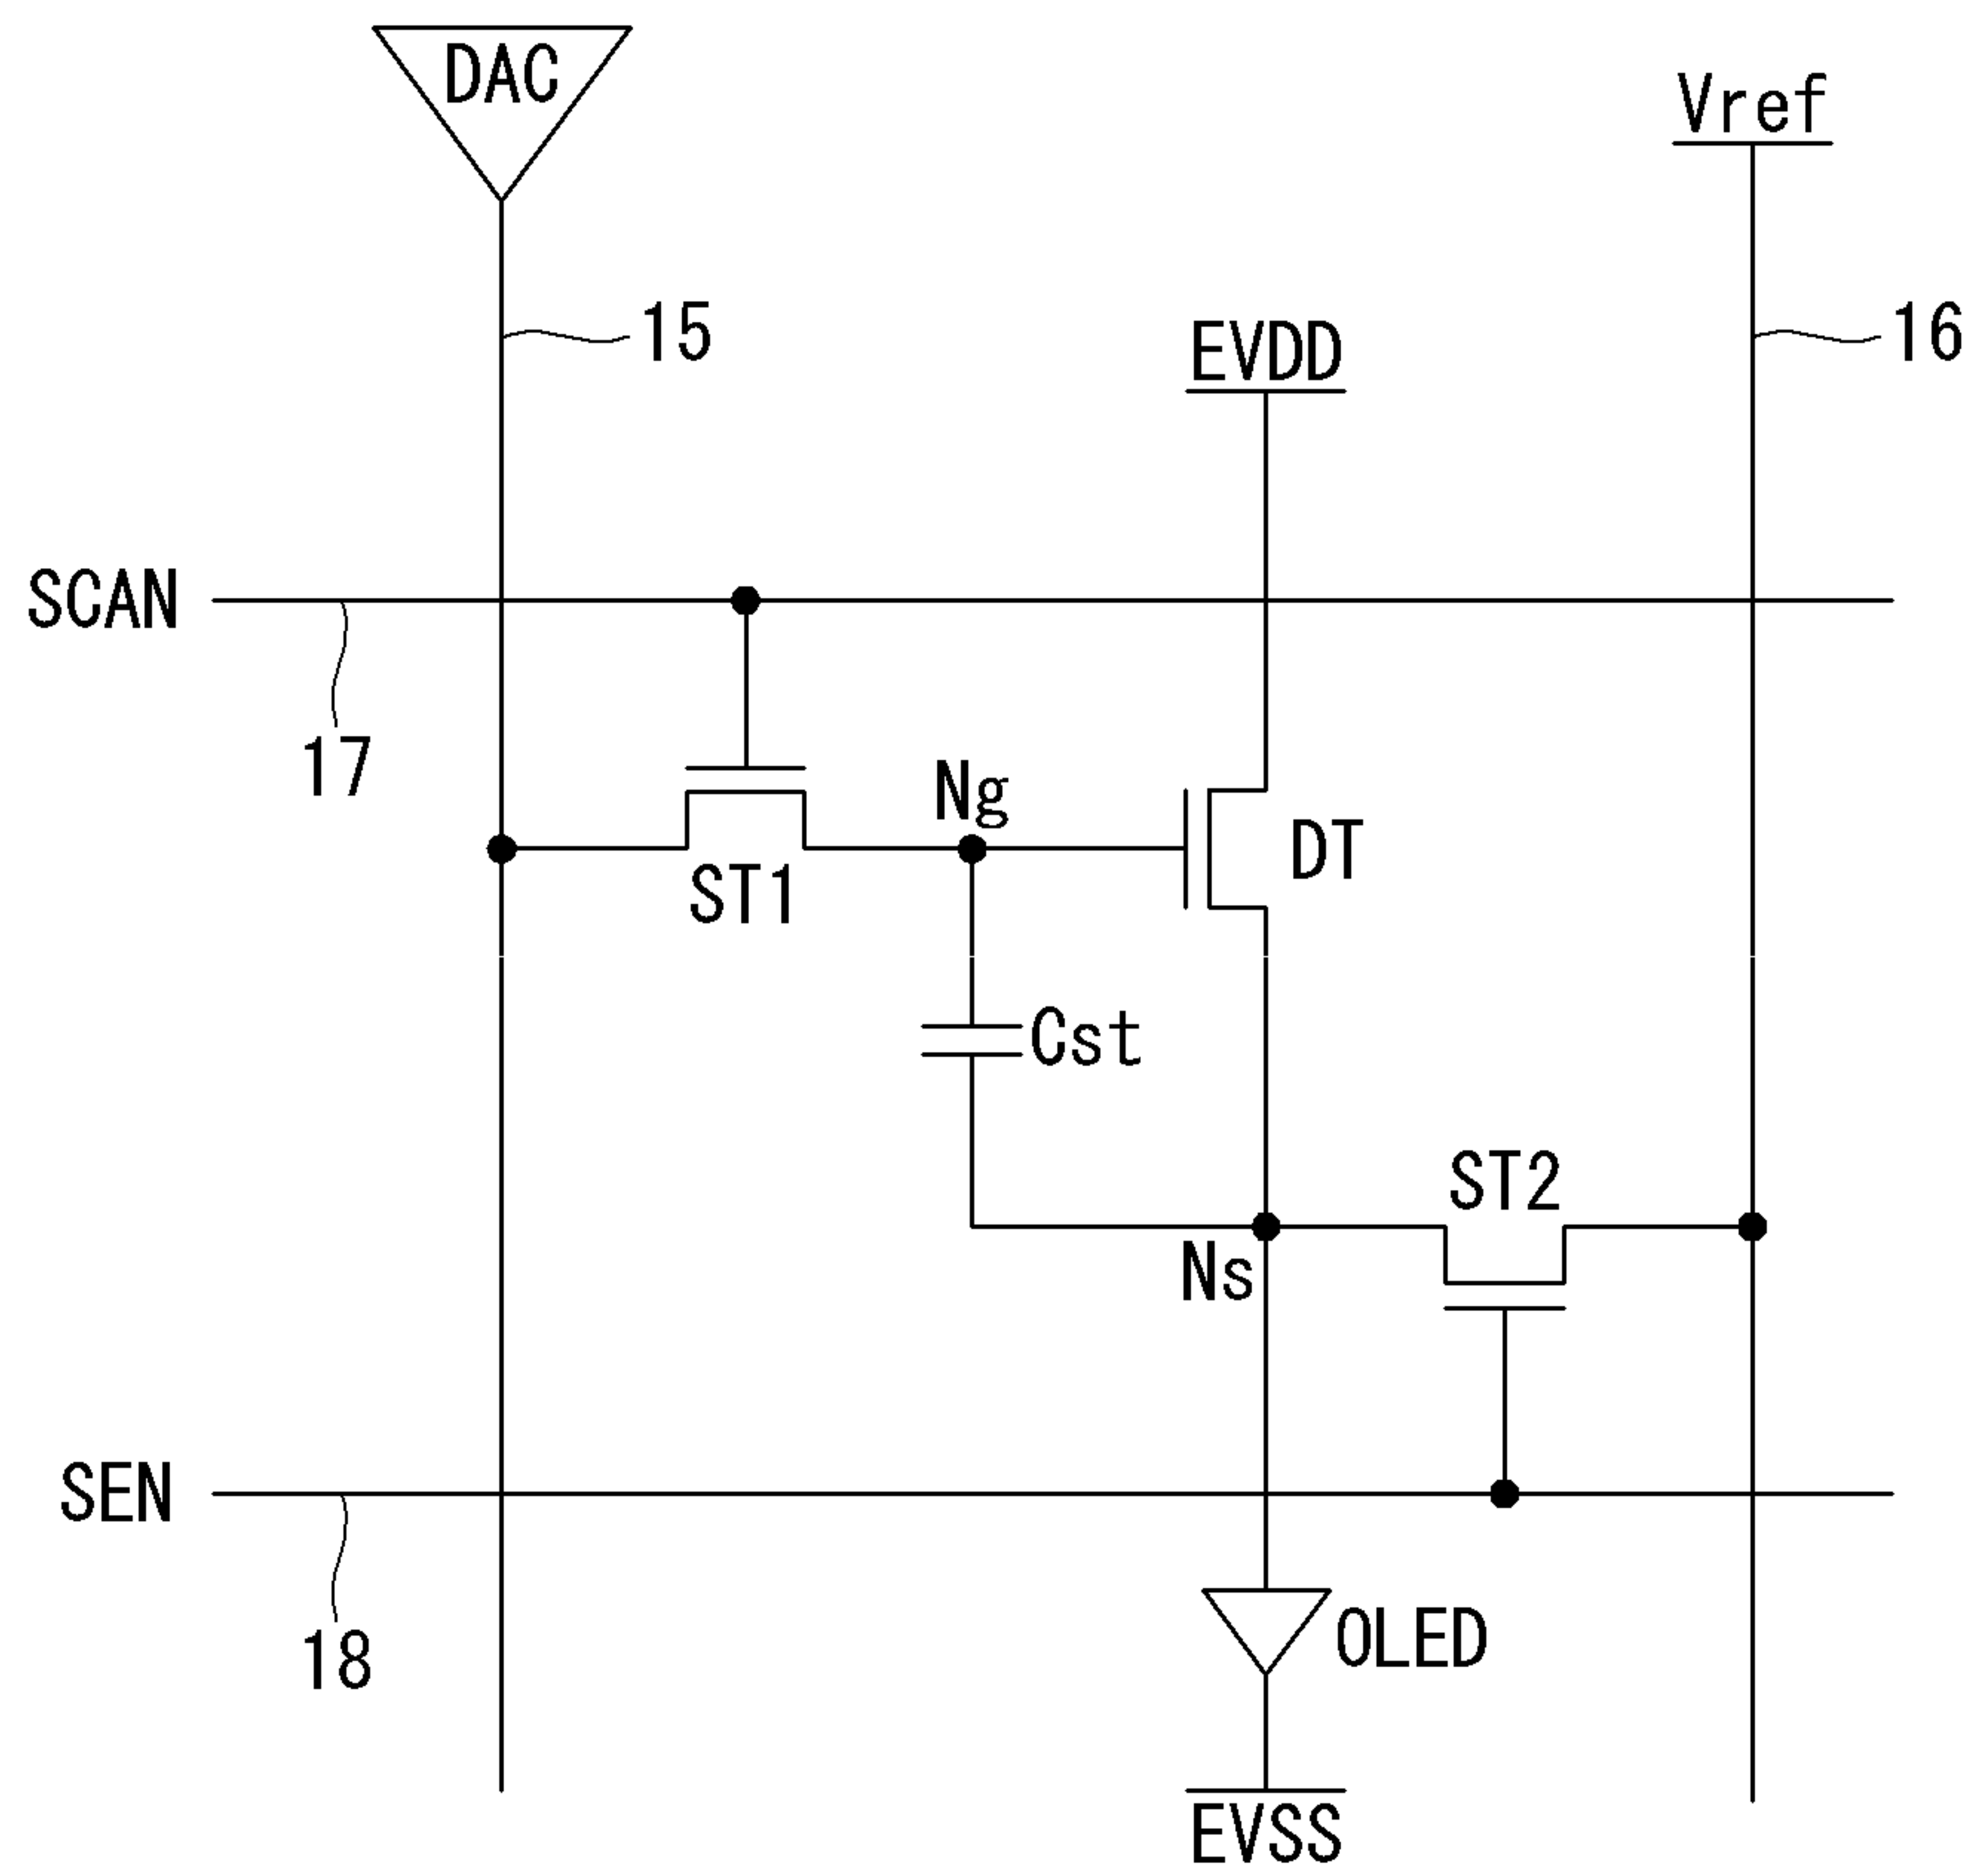 DAC
Vref
15
EVDD
16
SCAN
17
Ng
DT
ST1
Cst
ST2
Ns
SEN
18
OLED
EVSS